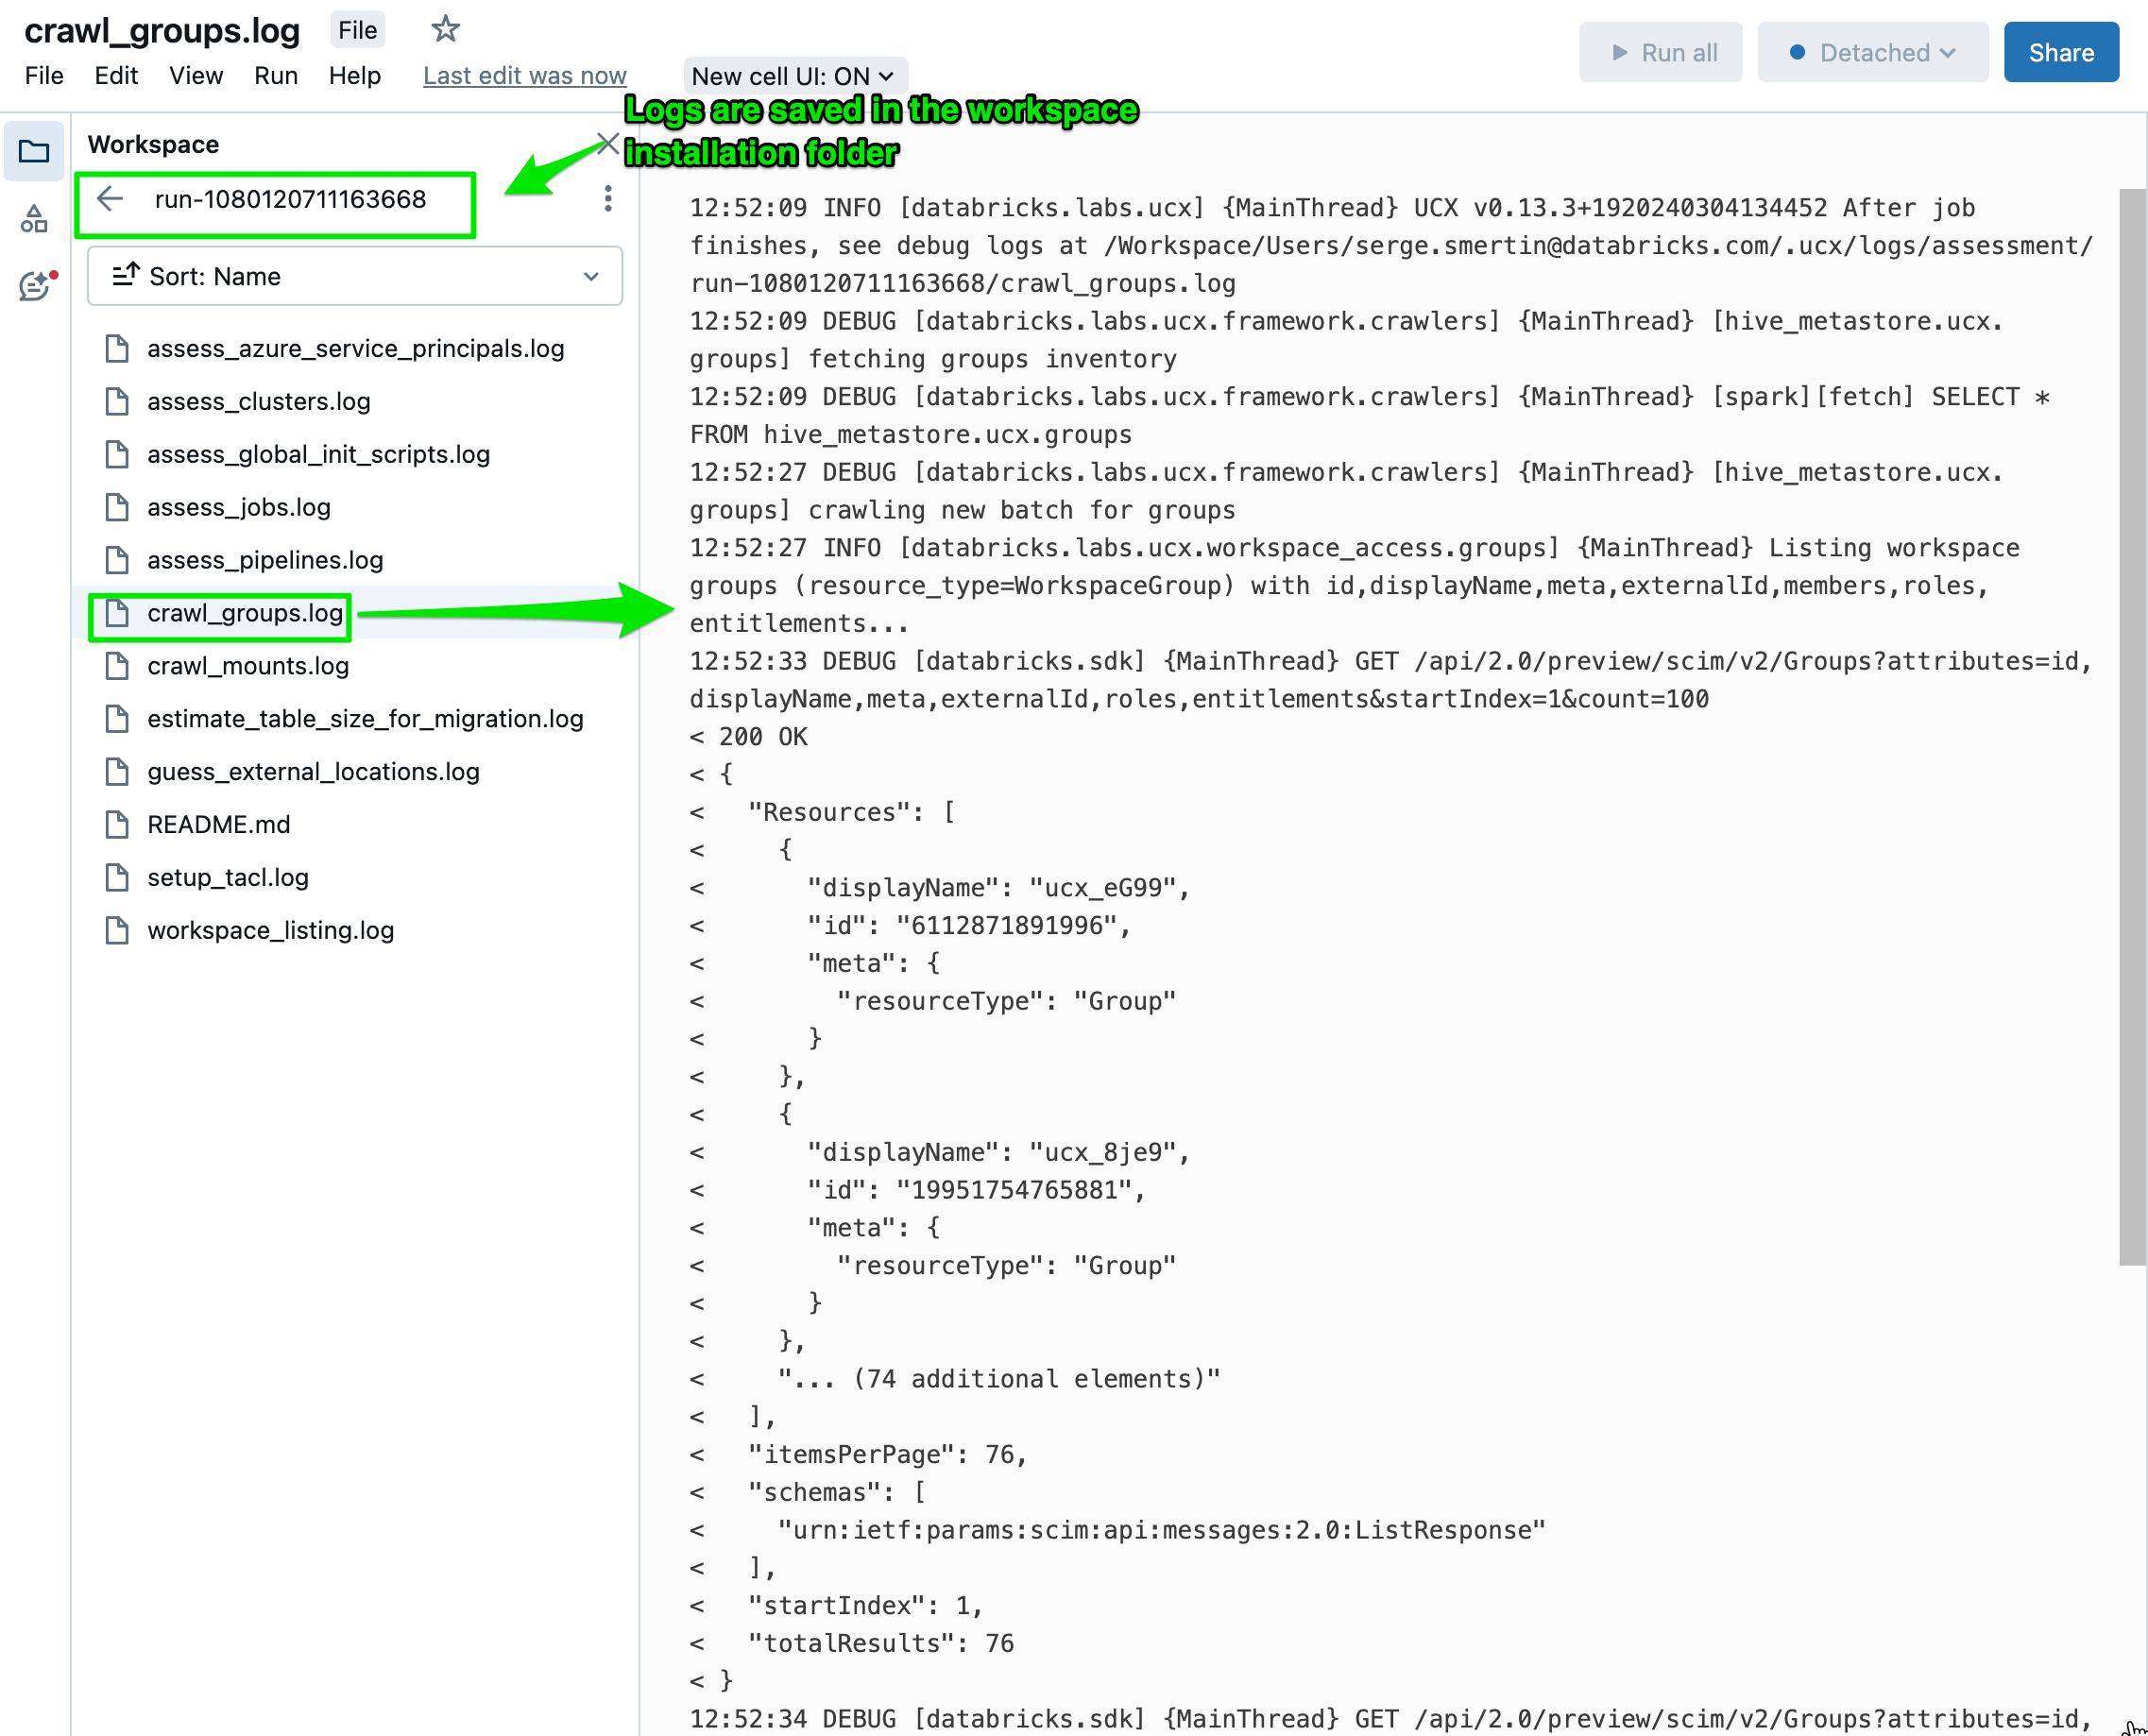 crawl_groups.log File
File Edit View Run Help Last edit was now New cell UI: ON
Run all Detached Share
Logs are saved in the workspace
installation folder
Workspace
run-1080120711163668
Sort: Name
assess_azure_service_principals.log
assess_clusters.log
assess_global_init_scripts.log
assess_jobs.log
assess_pipelines.log
crawl_groups.log
crawl_mounts.log
estimate_table_size_for_migration.log
guess_external_locations.log
README.md
setup_tacl.log
workspace_listing.log
12:52:09 INFO [databricks.labs.ucx] {MainThread} UCX v0.13.3+1920240304134452 After job
finishes, see debug logs at /Workspace/Users/serge.smertin@databricks.com/.ucx/logs/assessment/
run-1080120711163668/crawl_groups.log
12:52:09 DEBUG [databricks.labs.ucx.framework.crawlers] {MainThread} [hive_metastore.ucx.
groups] fetching groups inventory
12:52:09 DEBUG [databricks.labs.ucx.framework.crawlers] {MainThread} [spark][fetch] SELECT *
FROM hive_metastore.ucx.groups
12:52:27 DEBUG [databricks.labs.ucx.framework.crawlers] {MainThread} [hive_metastore.ucx.
groups] crawling new batch for groups
12:52:27 INFO [databricks.labs.ucx.workspace_access.groups] {MainThread} Listing workspace
groups (resource_type=WorkspaceGroup) with id,displayName,meta,externalId,members,roles,
entitlements...
12:52:33 DEBUG [databricks.sdk] {MainThread} GET /api/2.0/preview/scim/v2/Groups?attributes=id,
displayName,meta,externalId,roles,entitlements&startIndex=1&count=100
< 200 OK
< {
<   "Resources": [
<     {
<       "displayName": "ucx_eG99",
<       "id": "6112871891996",
<       "meta": {
<         "resourceType": "Group"
<       }
<     },
<     {
<       "displayName": "ucx_8je9",
<       "id": "19951754765881",
<       "meta": {
<         "resourceType": "Group"
<       }
<     },
<     "... (74 additional elements)"
<   ],
<   "itemsPerPage": 76,
<   "schemas": [
<     "urn:ietf:params:scim:api:messages:2.0:ListResponse"
<   ],
<   "startIndex": 1,
<   "totalResults": 76
< }
12:52:34 DEBUG [databricks.sdk] {MainThread} GET /api/2.0/preview/scim/v2/Groups?attributes=id,